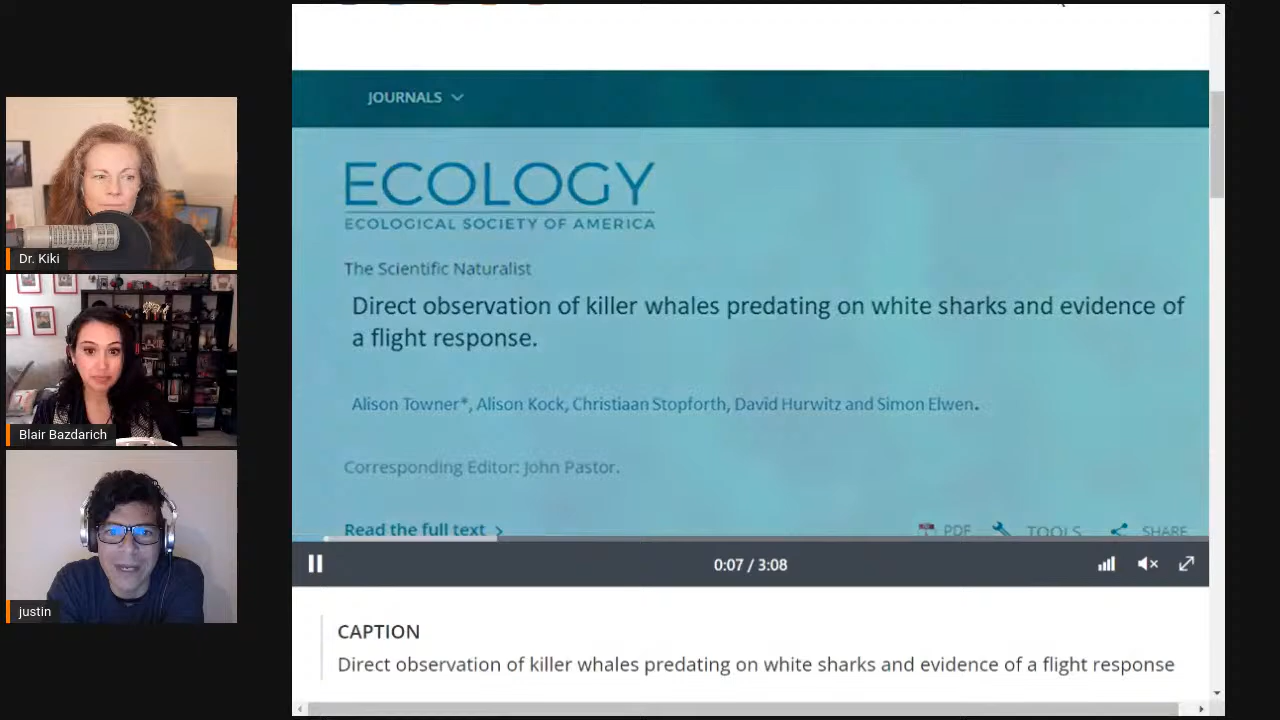 Dr. Kiki
Blair Bazdarich
justin
JOURNALS
ECOLOGY
ECOLOGICAL SOCIETY OF AMERICA
The Scientific Naturalist
Direct observation of killer whales predating on white sharks and evidence of
a flight response.
Alison Towner*, Alison Kock, Christiaan Stopforth, David Hurwitz and Simon Elwen.
Corresponding Editor: John Pastor.
Read the full text
PDF TOOLS SHARE
0:07 / 3:08
CAPTION
Direct observation of killer whales predating on white sharks and evidence of a flight response